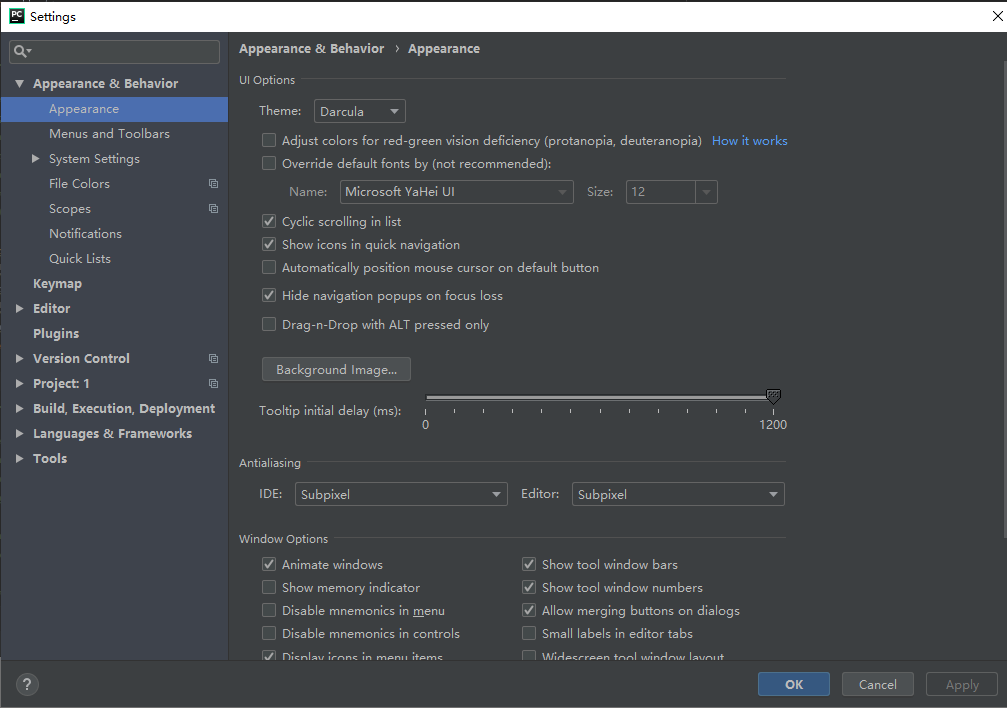 PC Settings
Appearance & Behavior
Appearance
Menus and Toolbars
System Settings
File Colors
Scopes
Notifications
Quick Lists
Keymap
Editor
Plugins
Version Control
Project: 1
Build, Execution, Deployment
Languages & Frameworks
Tools
Appearance & Behavior › Appearance
UI Options
Theme: Darcula
Adjust colors for red-green vision deficiency (protanopia, deuteranopia) How it works
Override default fonts by (not recommended):
Name: Microsoft YaHei UI Size: 12
Cyclic scrolling in list
Show icons in quick navigation
Automatically position mouse cursor on default button
Hide navigation popups on focus loss
Drag-n-Drop with ALT pressed only
Background Image...
Tooltip initial delay (ms):
0 1200
Antialiasing
IDE: Subpixel Editor: Subpixel
Window Options
Animate windows Show tool window bars
Show memory indicator Show tool window numbers
Disable mnemonics in menu Allow merging buttons on dialogs
Disable mnemonics in controls Small labels in editor tabs
Display icons in menu items Widescreen tool window layout
? OK Cancel Apply